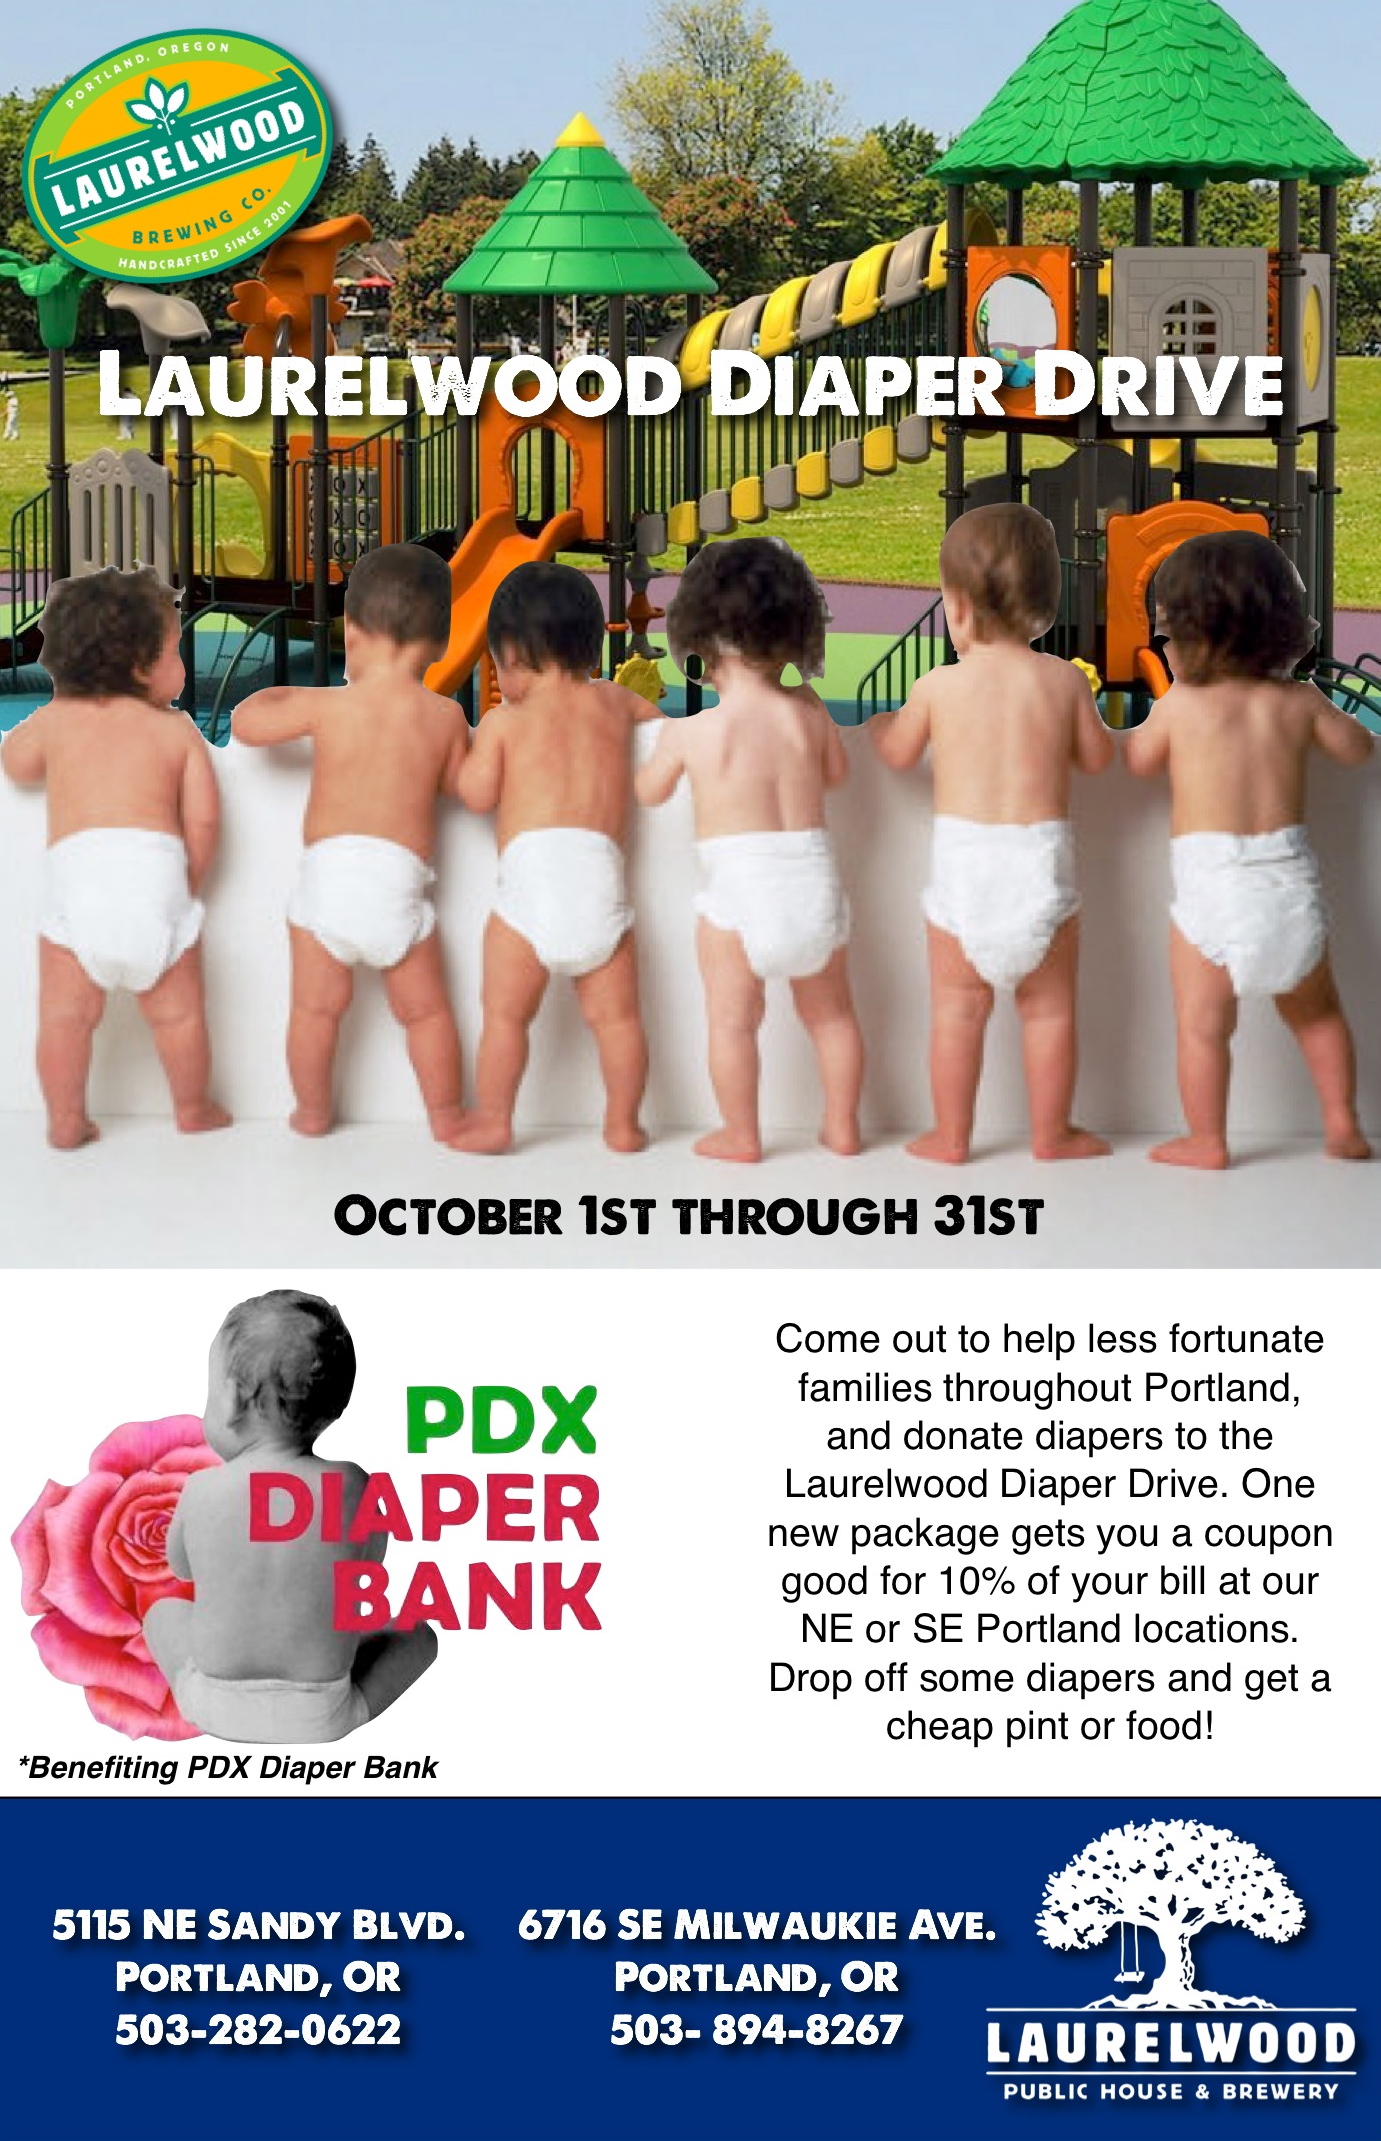 PORTLAND, OREGON
LAURELWOOD
BREWING CO.
HANDCRAFTED SINCE 2001
LAURELWOOD DIAPER DRIVE
OCTOBER 1ST THROUGH 31ST
PDX
DIAPER
BANK
*Benefiting PDX Diaper Bank
Come out to help less fortunate
families throughout Portland,
and donate diapers to the
Laurelwood Diaper Drive. One
new package gets you a coupon
good for 10% of your bill at our
NE or SE Portland locations.
Drop off some diapers and get a
cheap pint or food!
5115 NE SANDY BLVD.
PORTLAND, OR
503-282-0622
6716 SE MILWAUKIE AVE.
PORTLAND, OR
503- 894-8267
LAURELWOOD
PUBLIC HOUSE & BREWERY